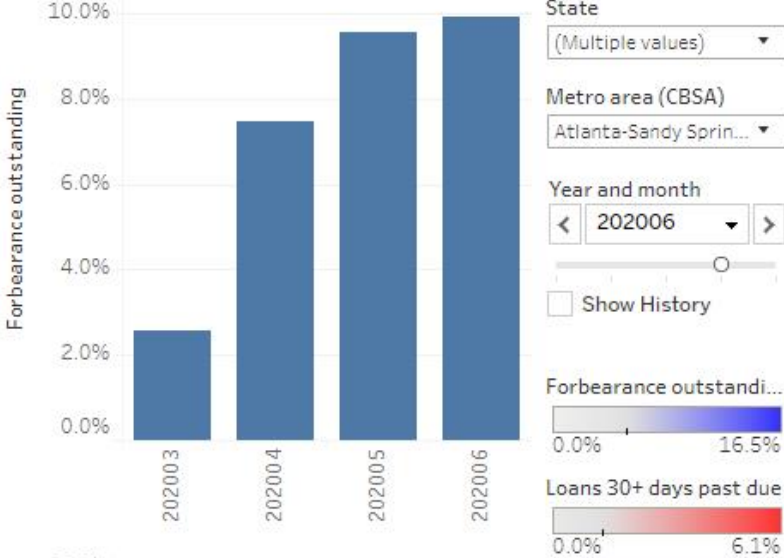 10.0%
8.0%
6.0%
4.0%
2.0%
0.0%
Forbearance outstanding
202003
202004
202005
202006
State
(Multiple values)
Metro area (CBSA)
Atlanta-Sandy Sprin...
Year and month
202006
Show History
Forbearance outstandi...
0.0% 16.5%
Loans 30+ days past due
0.0% 6.1%